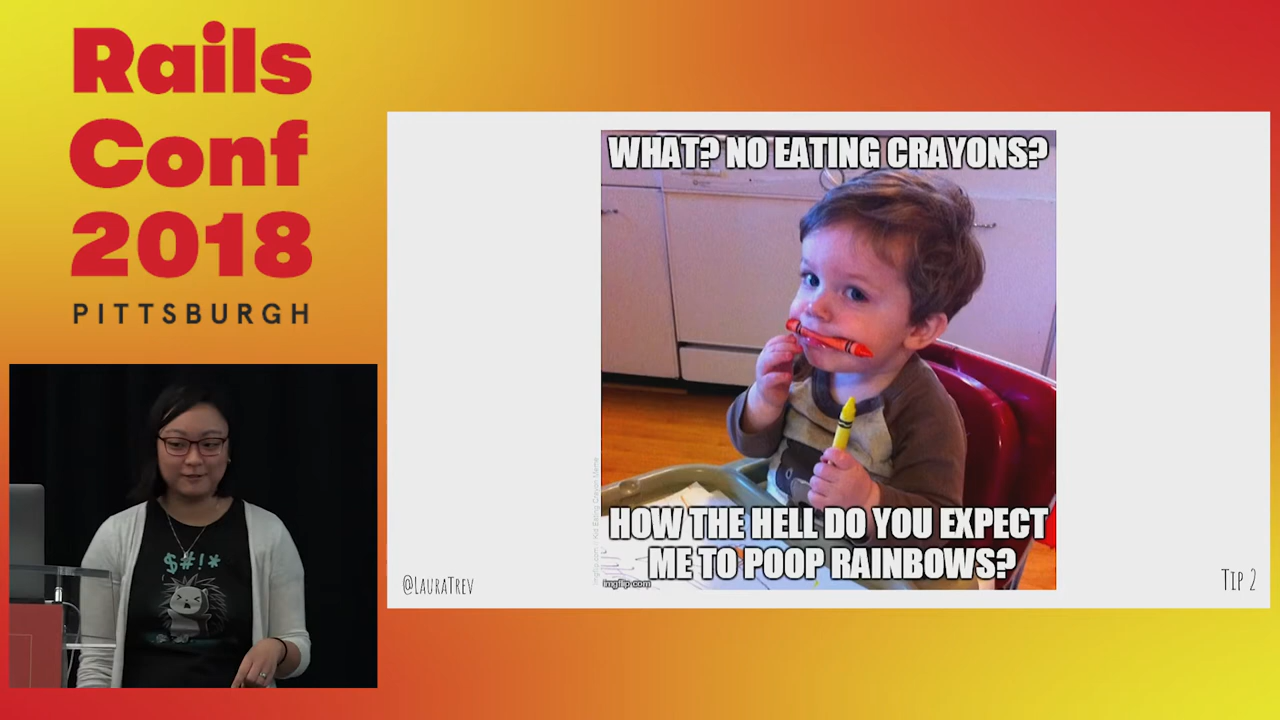 Rails
Conf
2018
PITTSBURGH
$#!*
WHAT? NO EATING CRAYONS?
HOW THE HELL DO YOU EXPECT
ME TO POOP RAINBOWS?
imgflip.com
@LauraTrev
Tip 2